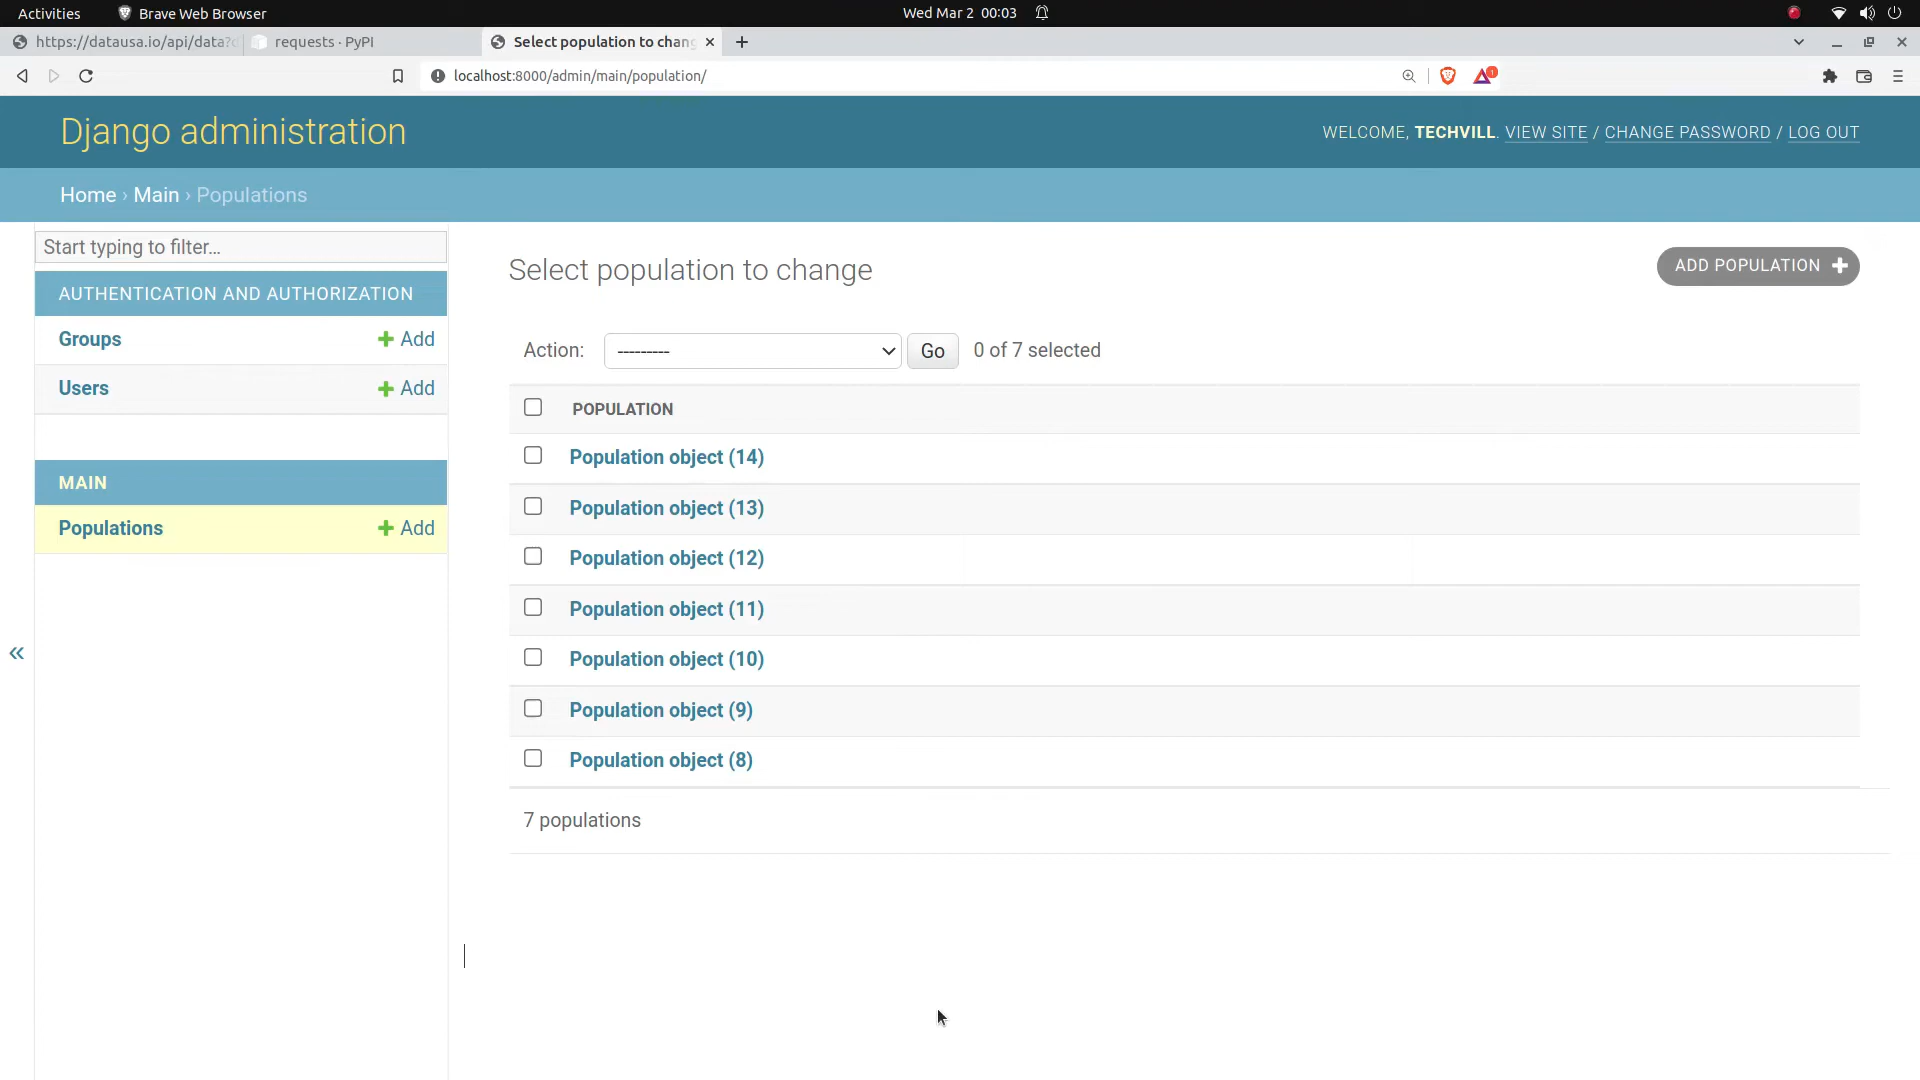 Activities
Brave Web Browser
Wed Mar 2 00:03
https://datausa.io/api/data?d
requests · PyPI
Select population to chang
localhost:8000/admin/main/population/
1
Django administration
WELCOME, TECHVILL. VIEW SITE / CHANGE PASSWORD / LOG OUT
Home › Main › Populations
Start typing to filter...
AUTHENTICATION AND AUTHORIZATION
Groups
Add
Users
Add
MAIN
Populations
Add
«
Select population to change
ADD POPULATION
Action:
---------
Go
0 of 7 selected
POPULATION
Population object (14)
Population object (13)
Population object (12)
Population object (11)
Population object (10)
Population object (9)
Population object (8)
7 populations